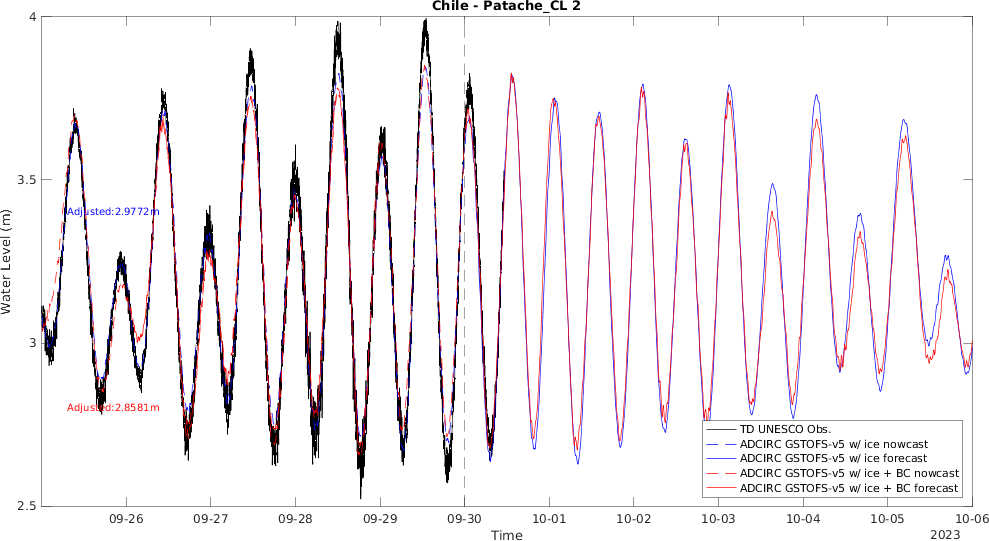 Chile - Patache_CL 2
4
3.5
3
2.5
Water Level (m)
Adjusted:2.9772m
Adjusted:2.8581m
TD UNESCO Obs.
ADCIRC GSTOFS-v5 w/ ice nowcast
ADCIRC GSTOFS-v5 w/ ice forecast
ADCIRC GSTOFS-v5 w/ ice + BC nowcast
ADCIRC GSTOFS-v5 w/ ice + BC forecast
09-26 09-27 09-28 09-29 09-30 10-01 10-02 10-03 10-04 10-05 10-06
Time
2023